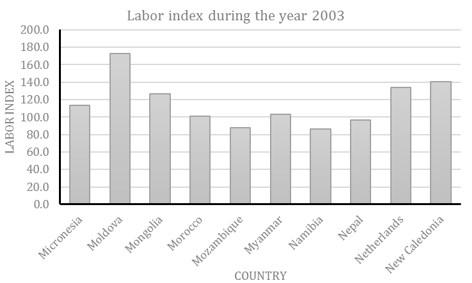 Labor index during the year 2003
200.0
180.0
160.0
140.0
120.0
100.0
80.0
60.0
40.0
20.0
0.0
LABOR INDEX
Micronesia
Moldova
Mongolia
Morocco
Mozambique
Myanmar
Namibia
Nepal
Netherlands
New Caledonia
COUNTRY